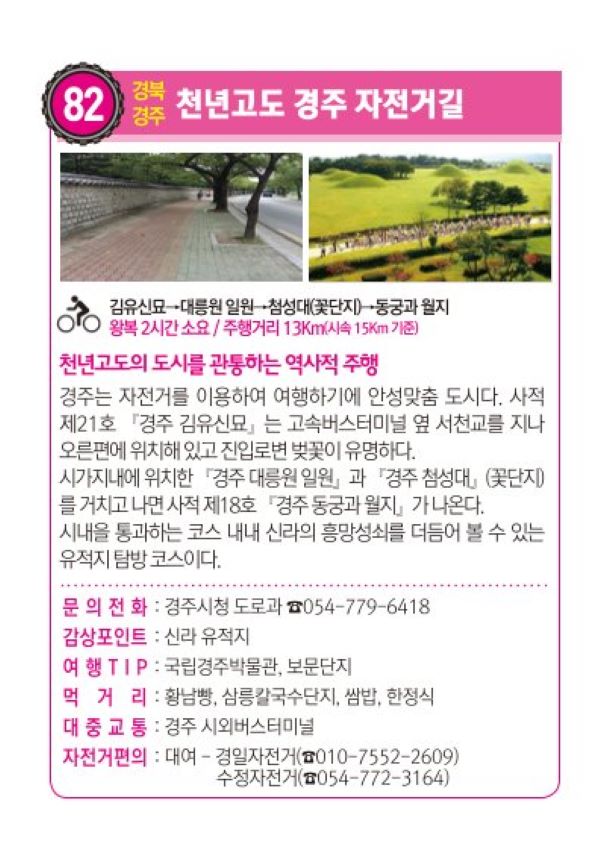 82 경북 경주 천년고도 경주 자전거길
김유신묘→대릉원 일원→첨성대(꽃단지)→동궁과 월지
왕복 2시간 소요 / 주행거리 13Km(시속 15Km 기준)
천년고도의 도시를 관통하는 역사적 주행
경주는 자전거를 이용하여 여행하기에 안성맞춤 도시다. 사적
제21호 『경주 김유신묘』는 고속버스터미널 옆 서천교를 지나
오른편에 위치해 있고 진입로변 벚꽃이 유명하다.
시가지내에 위치한 『경주 대릉원 일원』과 『경주 첨성대』(꽃단지)
를 거치고 나면 사적 제18호 『경주 동궁과 월지』가 나온다.
시내을 통과하는 코스 내내 신라의 흥망성쇠를 더듬어 볼 수 있는
유적지 탐방 코스이다.
문의전화 : 경주시청 도로과 ☎054-779-6418
감상포인트 : 신라 유적지
여행TIP : 국립경주박물관, 보문단지
먹거리 : 황남빵, 삼릉칼국수단지, 쌈밥, 한정식
대중교통 : 경주 시외버스터미널
자전거편의 : 대여 - 경일자전거(☎010-7552-2609)
수정자전거(☎054-772-3164)